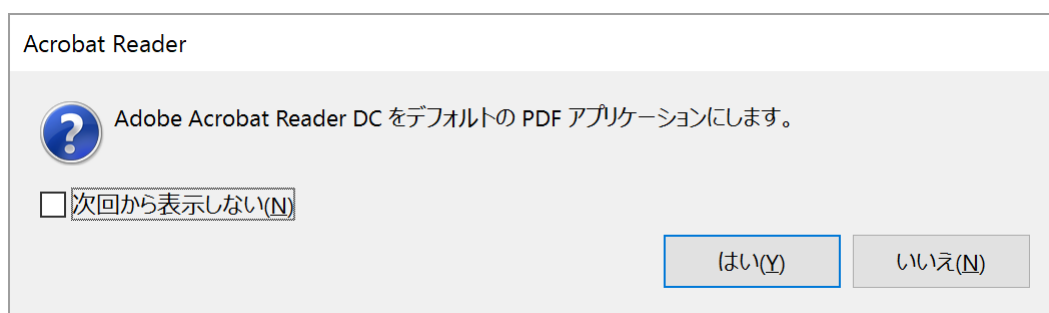 Acrobat Reader
Adobe Acrobat Reader DC をデフォルトの PDF アプリケーションにします。
次回から表示しない(N)
はい(Y)
いいえ(N)